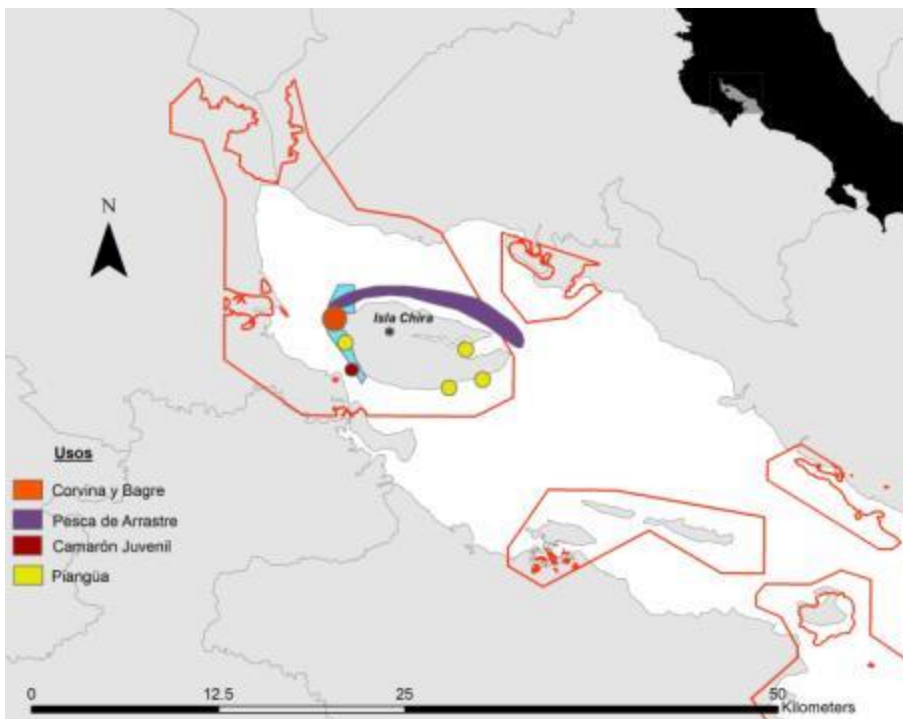 N
Isla Chira
Usos
Corvina y Bagre
Pesca de Arrastre
Camarón Juvenil
Piangüa
0 12.5 25 50
Kilometers